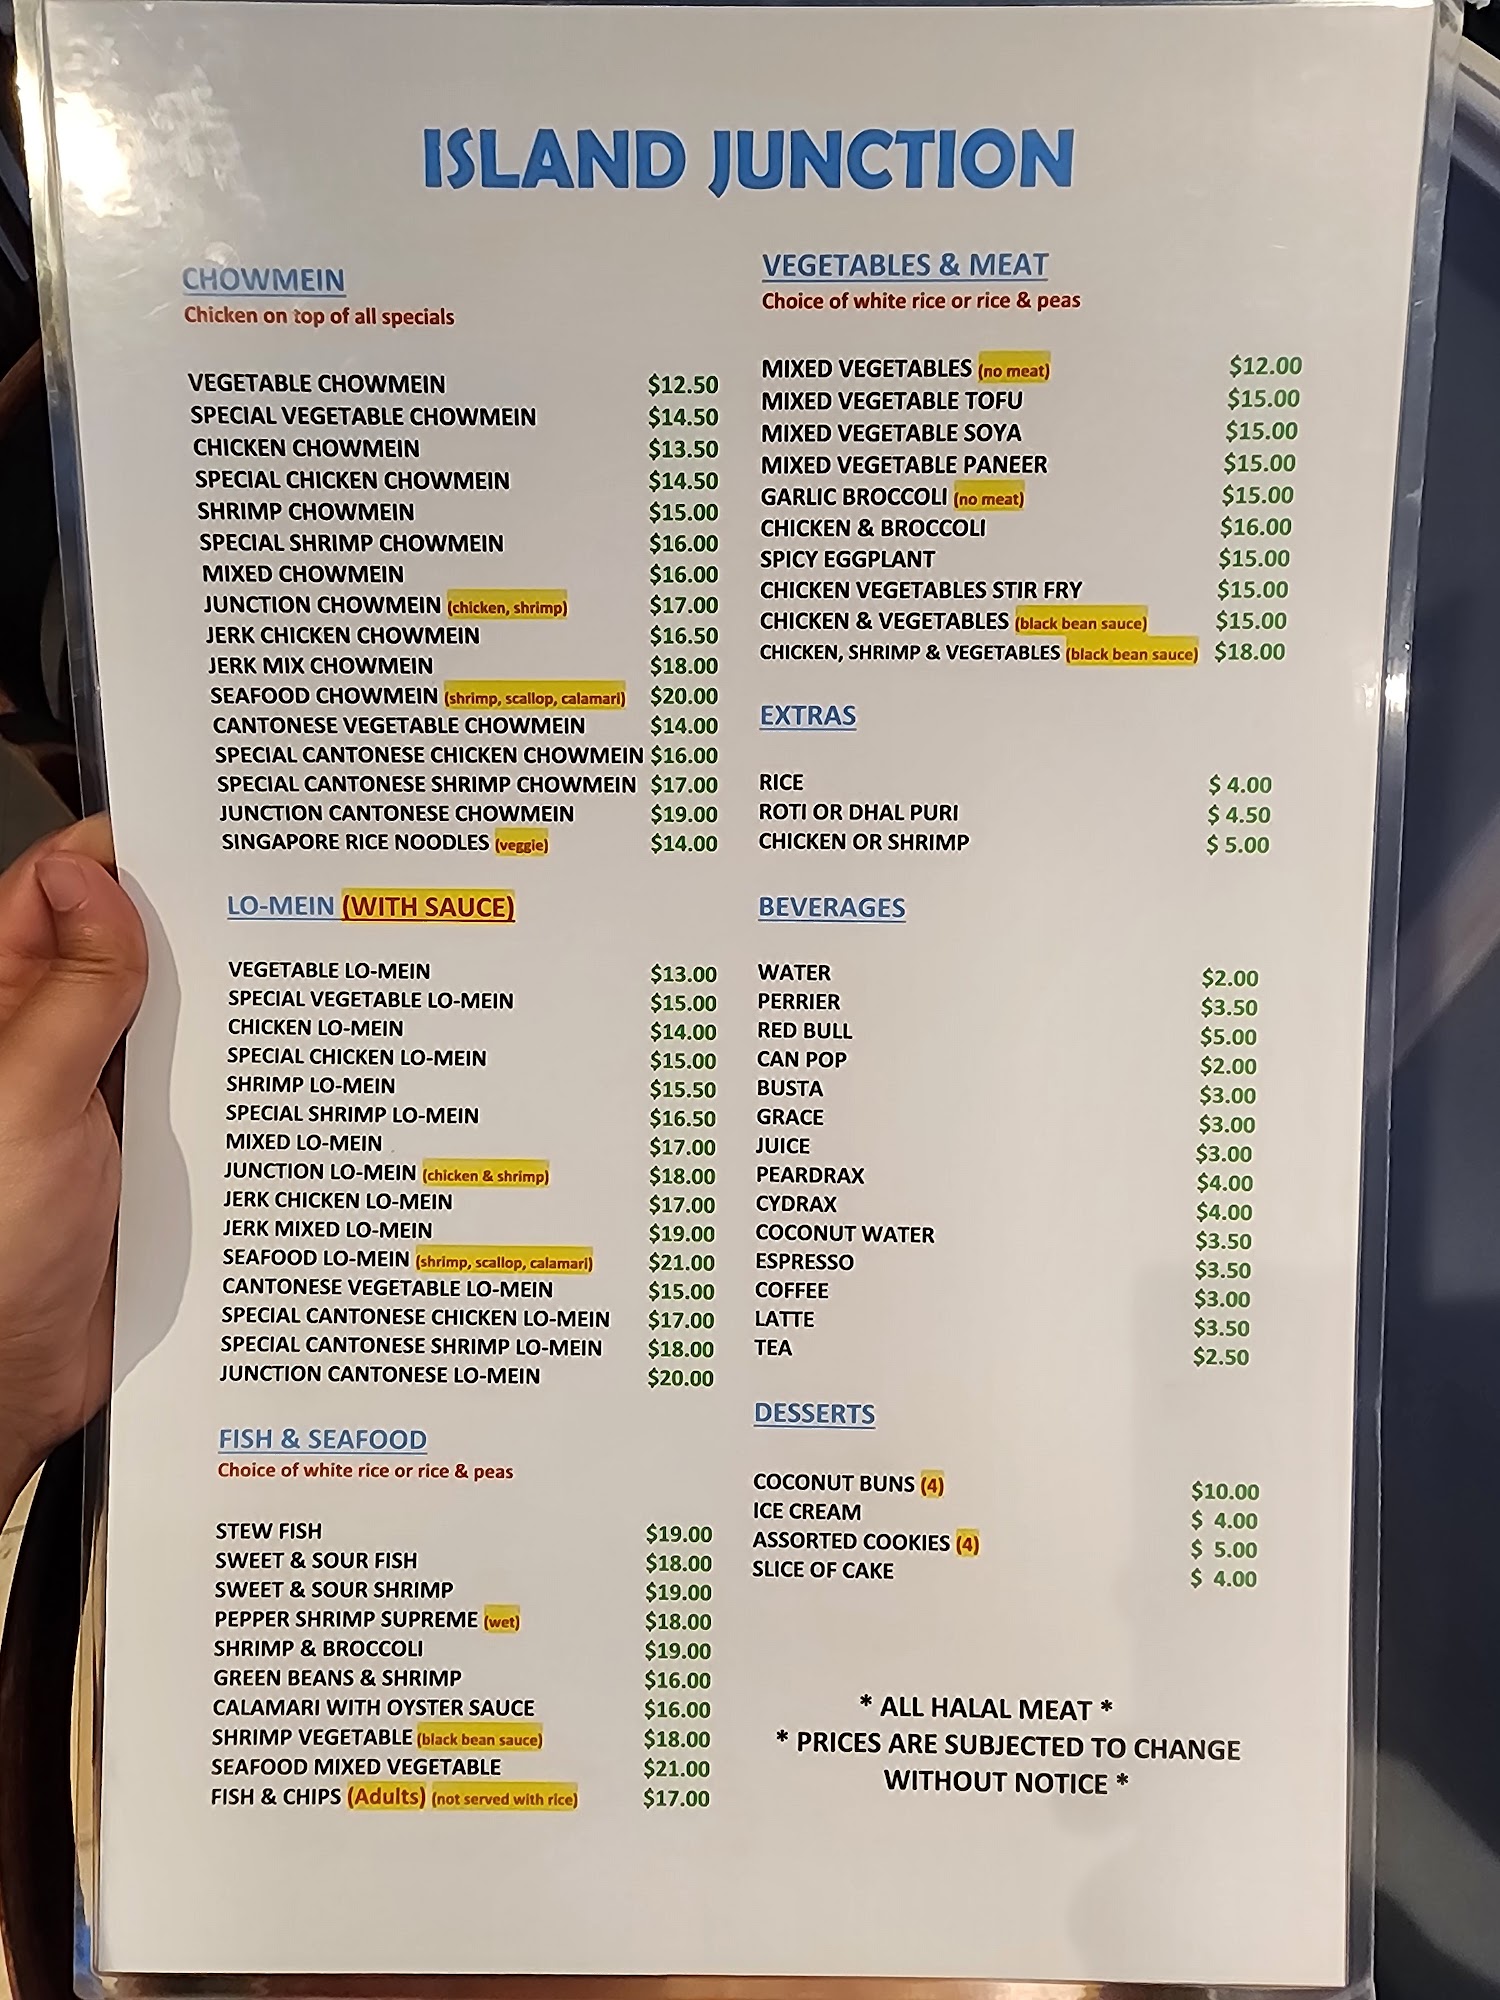 ISLAND JUNCTION
CHOWMEIN
Chicken on top of all specials
VEGETABLE CHOWMEIN $12.50
SPECIAL VEGETABLE CHOWMEIN $14.50
CHICKEN CHOWMEIN $13.50
SPECIAL CHICKEN CHOWMEIN $14.50
SHRIMP CHOWMEIN $15.00
SPECIAL SHRIMP CHOWMEIN $16.00
MIXED CHOWMEIN $16.00
JUNCTION CHOWMEIN (chicken, shrimp) $17.00
JERK CHICKEN CHOWMEIN $16.50
JERK MIX CHOWMEIN $18.00
SEAFOOD CHOWMEIN (shrimp, scallop, calamari) $20.00
CANTONESE VEGETABLE CHOWMEIN $14.00
SPECIAL CANTONESE CHICKEN CHOWMEIN $16.00
SPECIAL CANTONESE SHRIMP CHOWMEIN $17.00
JUNCTION CANTONESE CHOWMEIN $19.00
SINGAPORE RICE NOODLES (veggie) $14.00
LO-MEIN (WITH SAUCE)
VEGETABLE LO-MEIN $13.00
SPECIAL VEGETABLE LO-MEIN $15.00
CHICKEN LO-MEIN $14.00
SPECIAL CHICKEN LO-MEIN $15.00
SHRIMP LO-MEIN $15.50
SPECIAL SHRIMP LO-MEIN $16.50
MIXED LO-MEIN $17.00
JUNCTION LO-MEIN (chicken & shrimp) $18.00
JERK CHICKEN LO-MEIN $17.00
JERK MIXED LO-MEIN $19.00
SEAFOOD LO-MEIN (shrimp, scallop, calamari) $21.00
CANTONESE VEGETABLE LO-MEIN $15.00
SPECIAL CANTONESE CHICKEN LO-MEIN $17.00
SPECIAL CANTONESE SHRIMP LO-MEIN $18.00
JUNCTION CANTONESE LO-MEIN $20.00
FISH & SEAFOOD
Choice of white rice or rice & peas
STEW FISH $19.00
SWEET & SOUR FISH $18.00
SWEET & SOUR SHRIMP $19.00
PEPPER SHRIMP SUPREME (wet) $18.00
SHRIMP & BROCCOLI $19.00
GREEN BEANS & SHRIMP $16.00
CALAMARI WITH OYSTER SAUCE $16.00
SHRIMP VEGETABLE (black bean sauce) $18.00
SEAFOOD MIXED VEGETABLE $21.00
FISH & CHIPS (Adults) (not served with rice) $17.00
VEGETABLES & MEAT
Choice of white rice or rice & peas
MIXED VEGETABLES (no meat) $12.00
MIXED VEGETABLE TOFU $15.00
MIXED VEGETABLE SOYA $15.00
MIXED VEGETABLE PANEER $15.00
GARLIC BROCCOLI (no meat) $15.00
CHICKEN & BROCCOLI $16.00
SPICY EGGPLANT $15.00
CHICKEN VEGETABLES STIR FRY $15.00
CHICKEN & VEGETABLES (black bean sauce) $15.00
CHICKEN, SHRIMP & VEGETABLES (black bean sauce) $18.00
EXTRAS
RICE $ 4.00
ROTI OR DHAL PURI $ 4.50
CHICKEN OR SHRIMP $ 5.00
BEVERAGES
WATER $2.00
PERRIER $3.50
RED BULL $5.00
CAN POP $2.00
BUSTA $3.00
GRACE $3.00
JUICE $3.00
PEARDRAX $4.00
CYDRAX $4.00
COCONUT WATER $3.50
ESPRESSO $3.50
COFFEE $3.00
LATTE $3.50
TEA $2.50
DESSERTS
COCONUT BUNS (4) $10.00
ICE CREAM $ 4.00
ASSORTED COOKIES (4) $ 5.00
SLICE OF CAKE $ 4.00
* ALL HALAL MEAT *
* PRICES ARE SUBJECTED TO CHANGE
WITHOUT NOTICE *